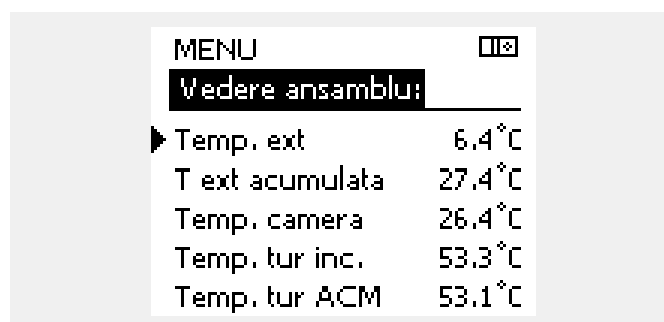 MENU
Vedere ansamblu:
Temp. ext 6.4°C
T ext acumulata 27.4°C
Temp. camera 26.4°C
Temp. tur inc. 53.3°C
Temp. tur ACM 53.1°C